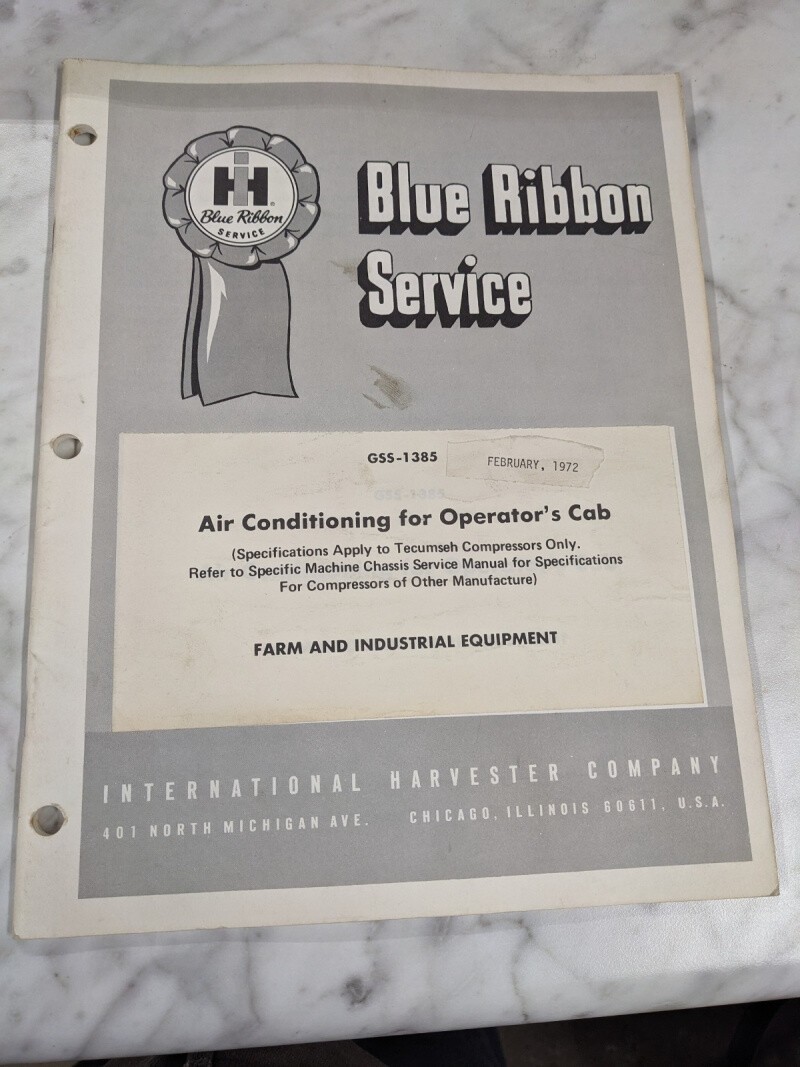 IH
®
Blue Ribbon
SERVICE
Blue Ribbon
Service
GSS-1385
FEBRUARY, 1972
GSS-1385
Air Conditioning for Operator's Cab
(Specifications Apply to Tecumseh Compressors Only.
Refer to Specific Machine Chassis Service Manual for Specifications
For Compressors of Other Manufacture)
FARM AND INDUSTRIAL EQUIPMENT
INTERNATIONAL HARVESTER COMPANY
401 NORTH MICHIGAN AVE. CHICAGO, ILLINOIS 60611, U.S.A.